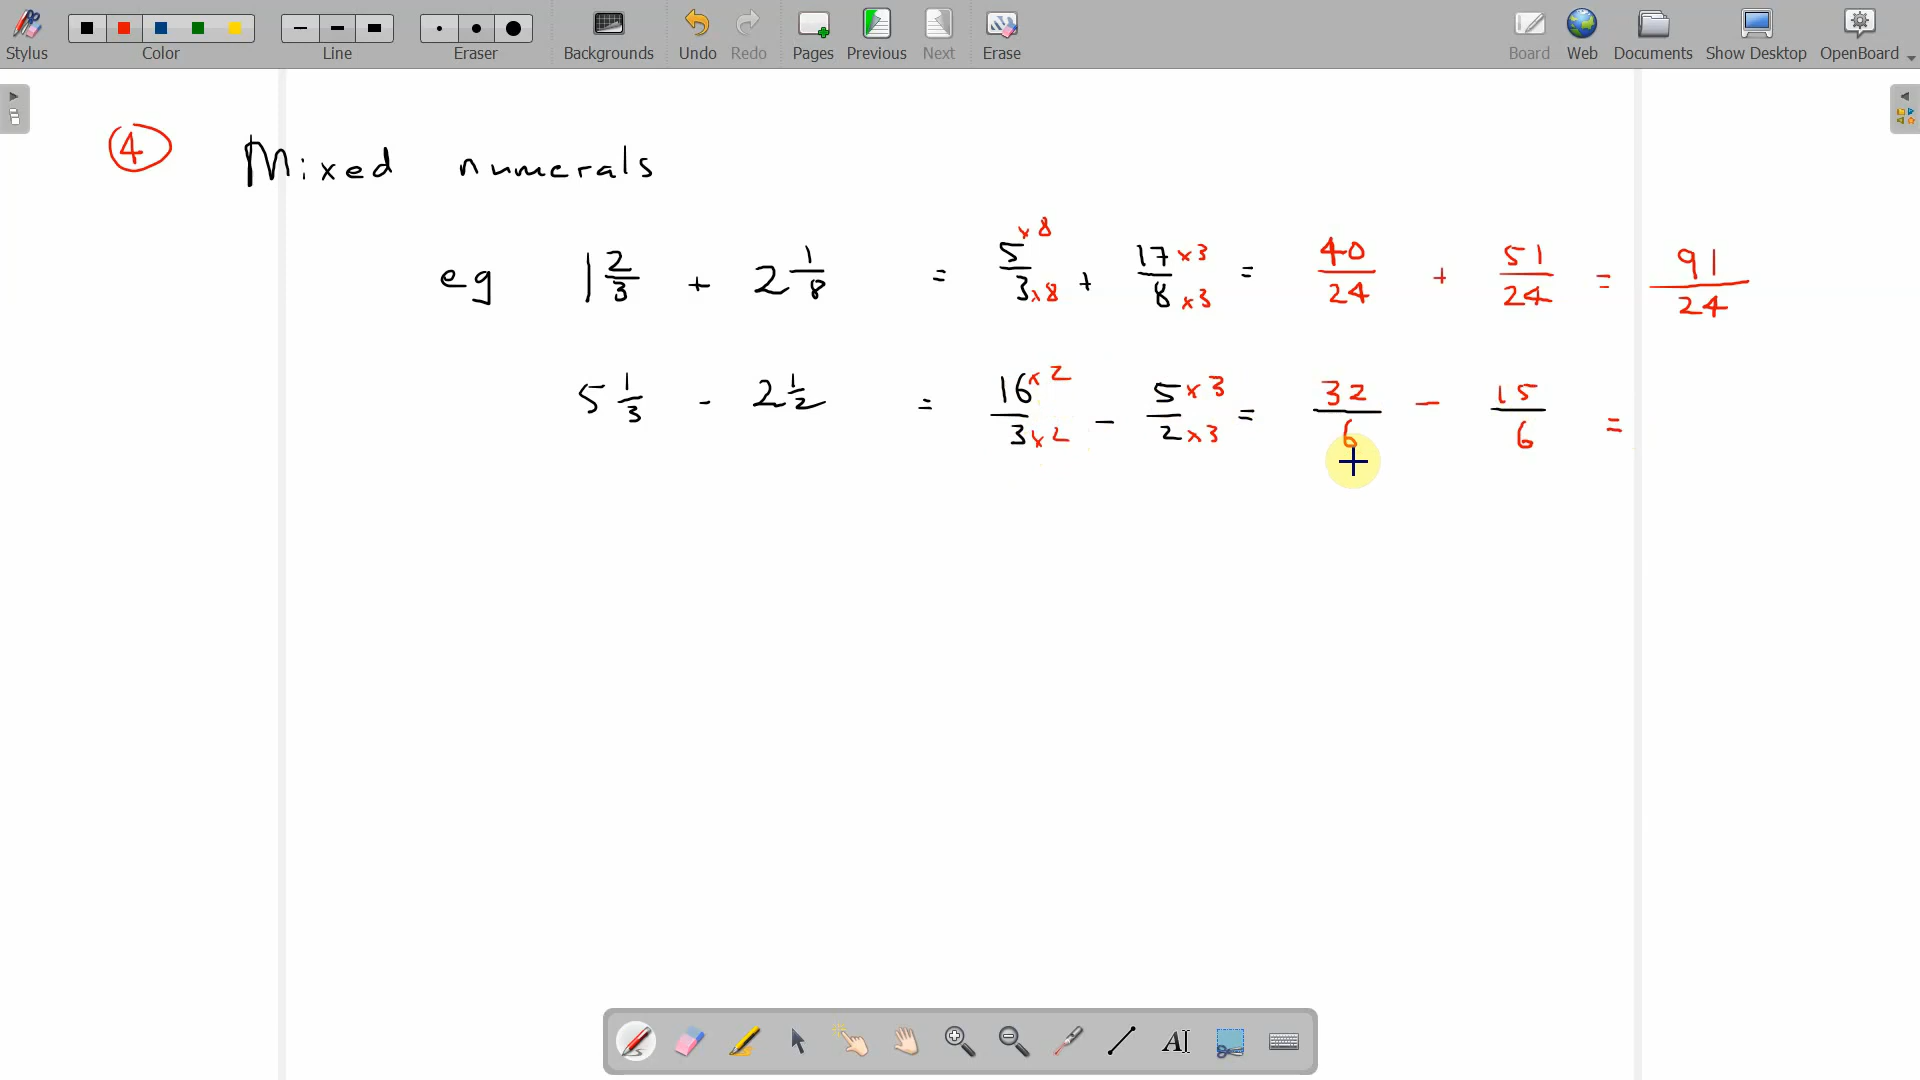 Stylus Color Line Eraser Backgrounds Undo Redo Pages Previous Next Erase Board Web Documents Show Desktop OpenBoard
4 Mixed numerals
eg 1 2/3 + 2 1/8 = 5/3 ×8/×8 + 17/8 ×3/×3 = 40/24 + 51/24 = 91/24
5 1/3 - 2 1/2 = 16/3 ×2/×2 - 5/2 ×3/×3 = 32/6 - 15/6 =
AI